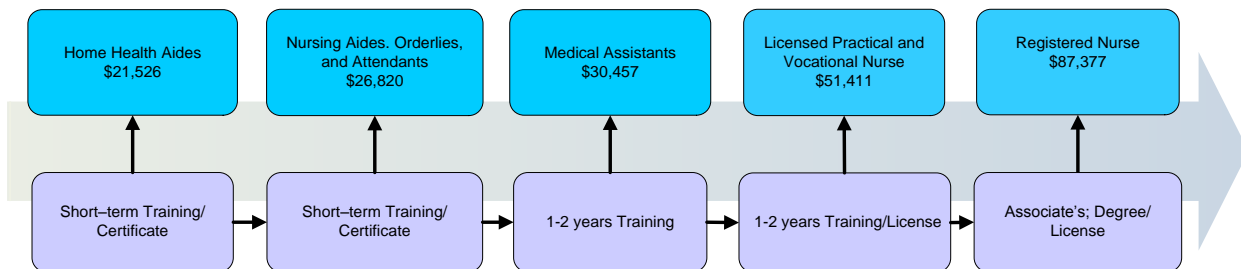 Home Health Aides
$21,526
Nursing Aides. Orderlies,
and Attendants
$26,820
Medical Assistants
$30,457
Licensed Practical and
Vocational Nurse
$51,411
Registered Nurse
$87,377
Short–term Training/
Certificate
Short–term Training/
Certificate
1-2 years Training
1-2 years Training/License
Associate's; Degree/
License